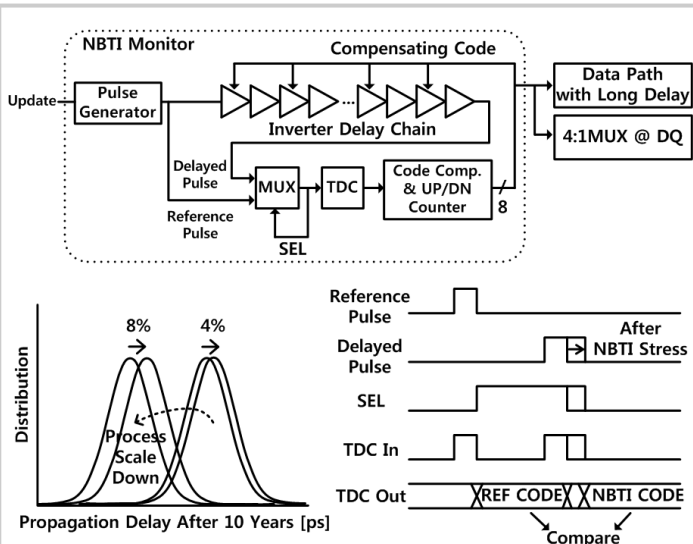 NBTI Monitor
Compensating Code
Update
Pulse
Generator
...
Inverter Delay Chain
Data Path
with Long Delay
4:1MUX @ DQ
Delayed
Pulse
Reference
Pulse
MUX
TDC
Code Comp.
& UP/DN
Counter
8
SEL
8%
4%
Distribution
Process
Scale
Down
Propagation Delay After 10 Years [ps]
Reference
Pulse
Delayed
Pulse
After
NBTI Stress
SEL
TDC In
TDC Out
REF CODE
NBTI CODE
Compare